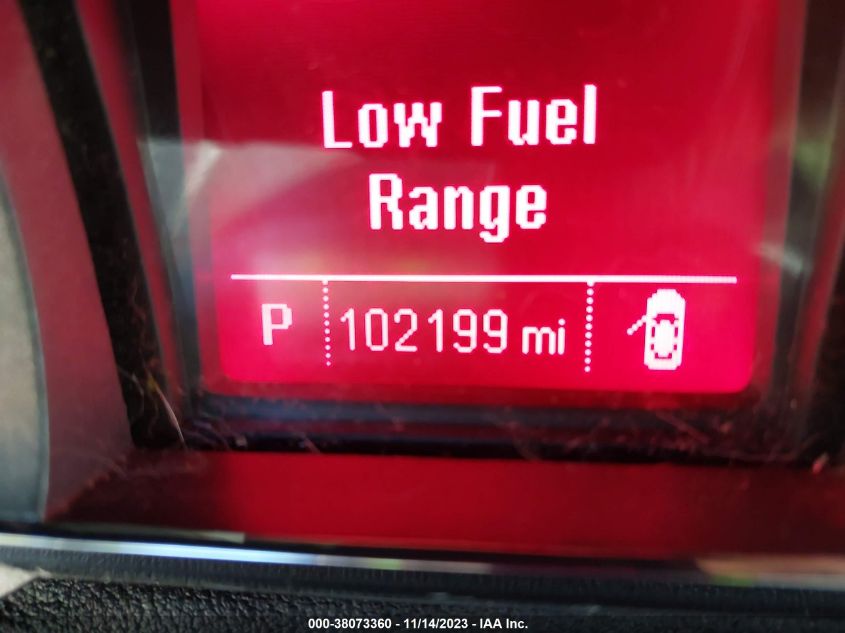 Low Fuel
Range
P 102199 mi
000-38073360 - 11/14/2023 - IAA Inc.